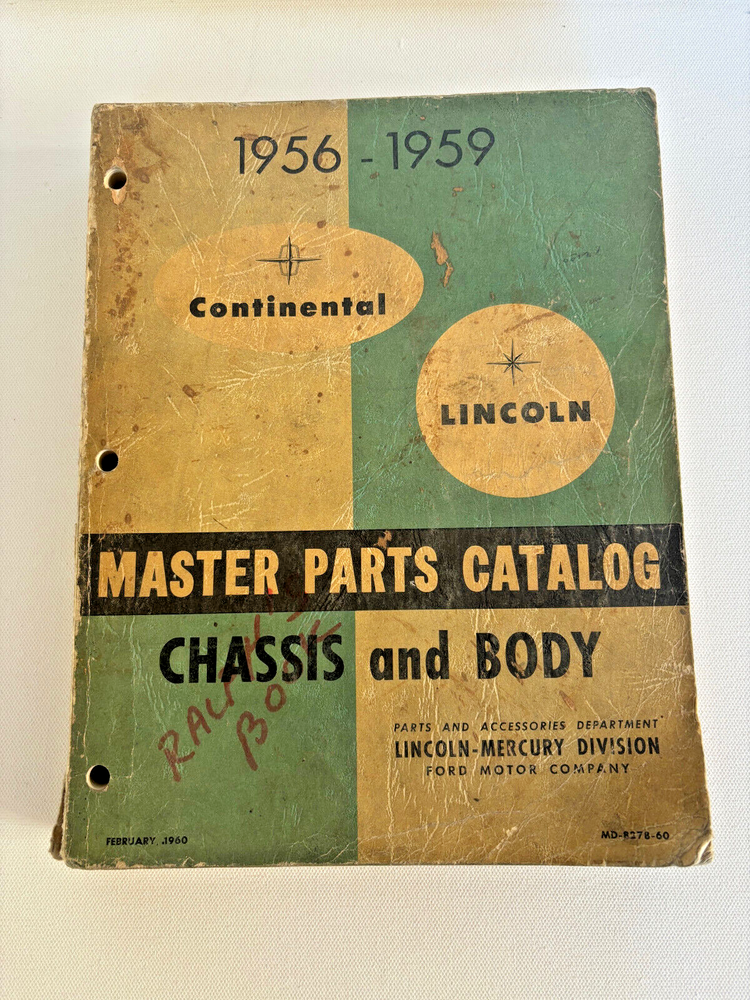 1956 - 1959
Continental
LINCOLN
MASTER PARTS CATALOG
CHASSIS and BODY
PARTS AND ACCESSORIES DEPARTMENT
LINCOLN-MERCURY DIVISION
FORD MOTOR COMPANY
BOOK
FEBRUARY, 1960